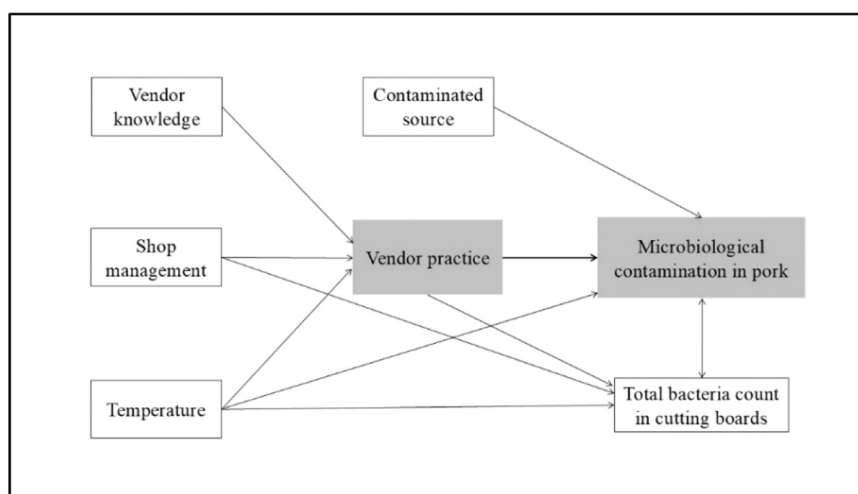 Vendor
knowledge
Contaminated
source
Shop
management
Vendor practice
Microbiological
contamination in pork
Temperature
Total bacteria count
in cutting boards